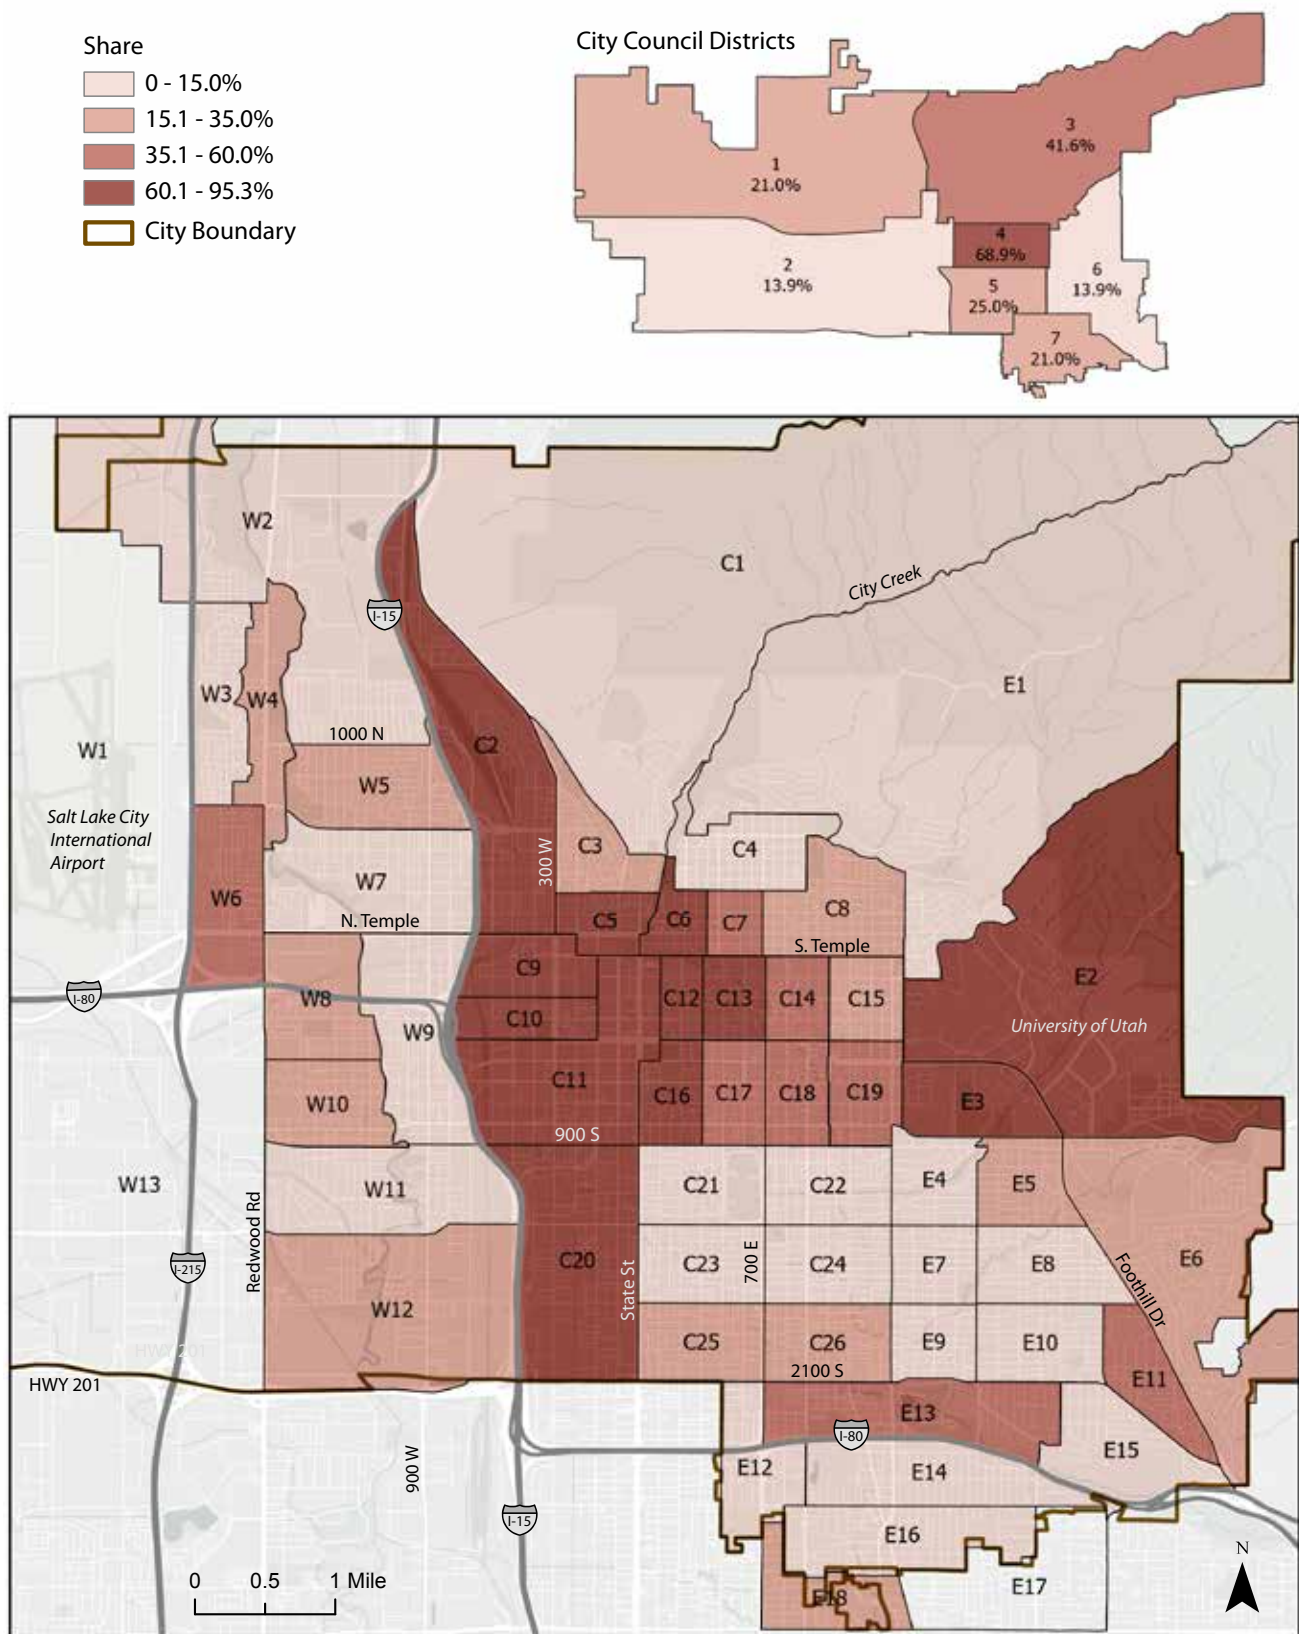 Share
0 - 15.0%
15.1 - 35.0%
35.1 - 60.0%
60.1 - 95.3%
City Boundary
City Council Districts
3
41.6%
1
21.0%
4
68.9%
2
13.9%
6
13.9%
5
25.0%
7
21.0%
W2
C1
City Creek
I-15
E1
W3
W4
1000 N
C2
W1
W5
Salt Lake City
International
Airport
300 W
C3
C4
W7
W6
N. Temple
C5
C6
C7
C8
S. Temple
C9
E2
I-80
W8
C10
C12
C13
C14
C15
University of Utah
W9
C11
W10
C16
C17
C18
C19
E3
900 S
W13
W11
C21
C22
E4
E5
Redwood Rd
I-215
C20
State St
C23
700 E
C24
E7
E8
Foothill Dr
E6
W12
HWY 201
C25
C26
E9
E10
2100 S
HWY 201
E11
E13
I-80
900 W
E12
E14
E15
I-15
E16
N
0 0.5 1 Mile
E18
E17